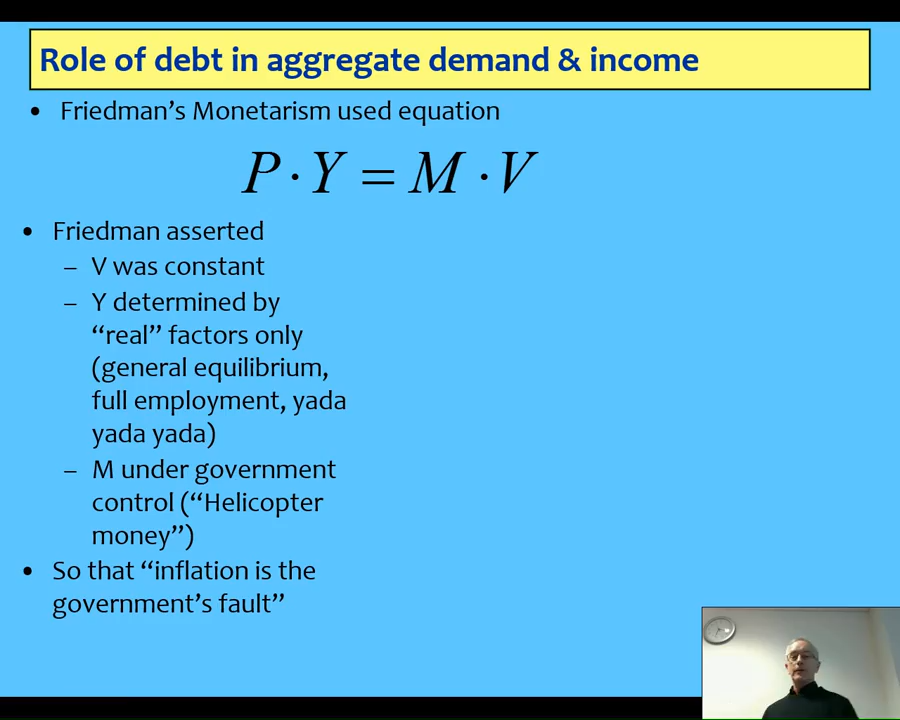 Role of debt in aggregate demand & income
• Friedman’s Monetarism used equation
P · Y = M · V
• Friedman asserted
– V was constant
– Y determined by
“real” factors only
(general equilibrium,
full employment, yada
yada yada)
– M under government
control (“Helicopter
money”)
• So that “inflation is the
government’s fault”